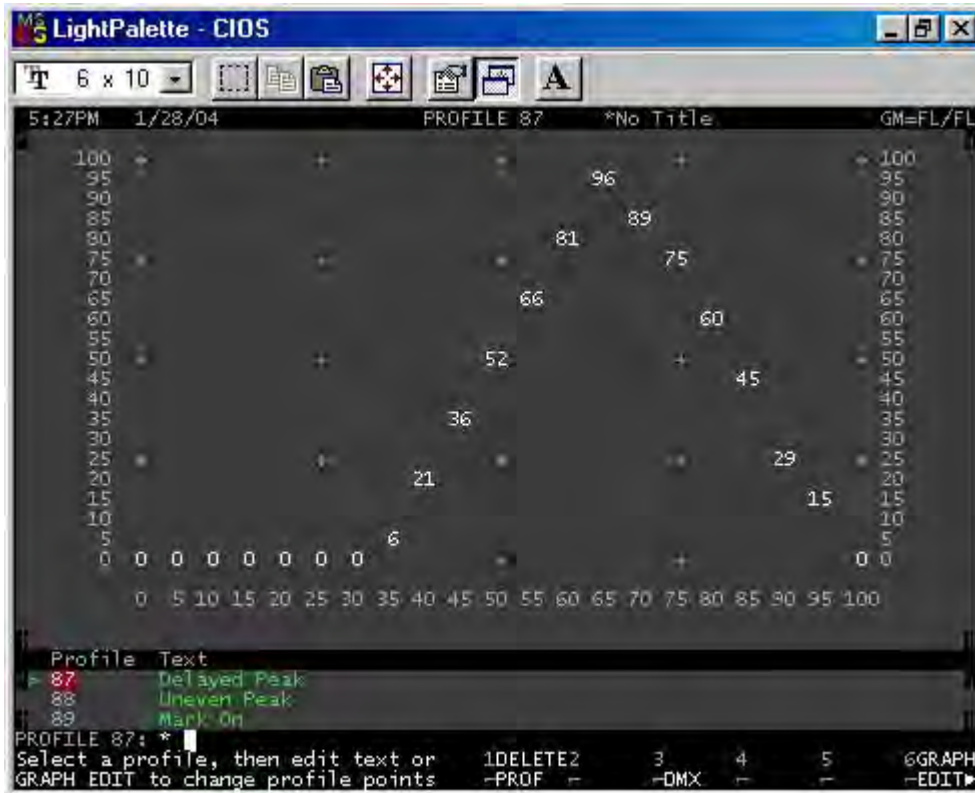 LightPalette - CIOS
6 x 10
A
5:27PM 1/28/04 PROFILE 87 *No Title GM=FL/FL
100 100
95 96 95
90 90
85 89 85
80 81 80
75 75 75
70 70
65 66 65
60 60 60
55 55
50 52 50
45 45 45
40 40
35 36 35
30 30
25 29 25
20 21 20
15 15 15
10 10
5 6 5
0 0 0 0 0 0 0 0 0 0
0 5 10 15 20 25 30 35 40 45 50 55 60 65 70 75 80 85 90 95 100
Profile Text
> 87 Delayed Peak
88 Uneven Peak
89 Mark On
PROFILE 87: *
Select a profile, then edit text or 1DELETE2 3 4 5 6GRAPH
GRAPH EDIT to change profile points -PROF - -DMX - - -EDIT►